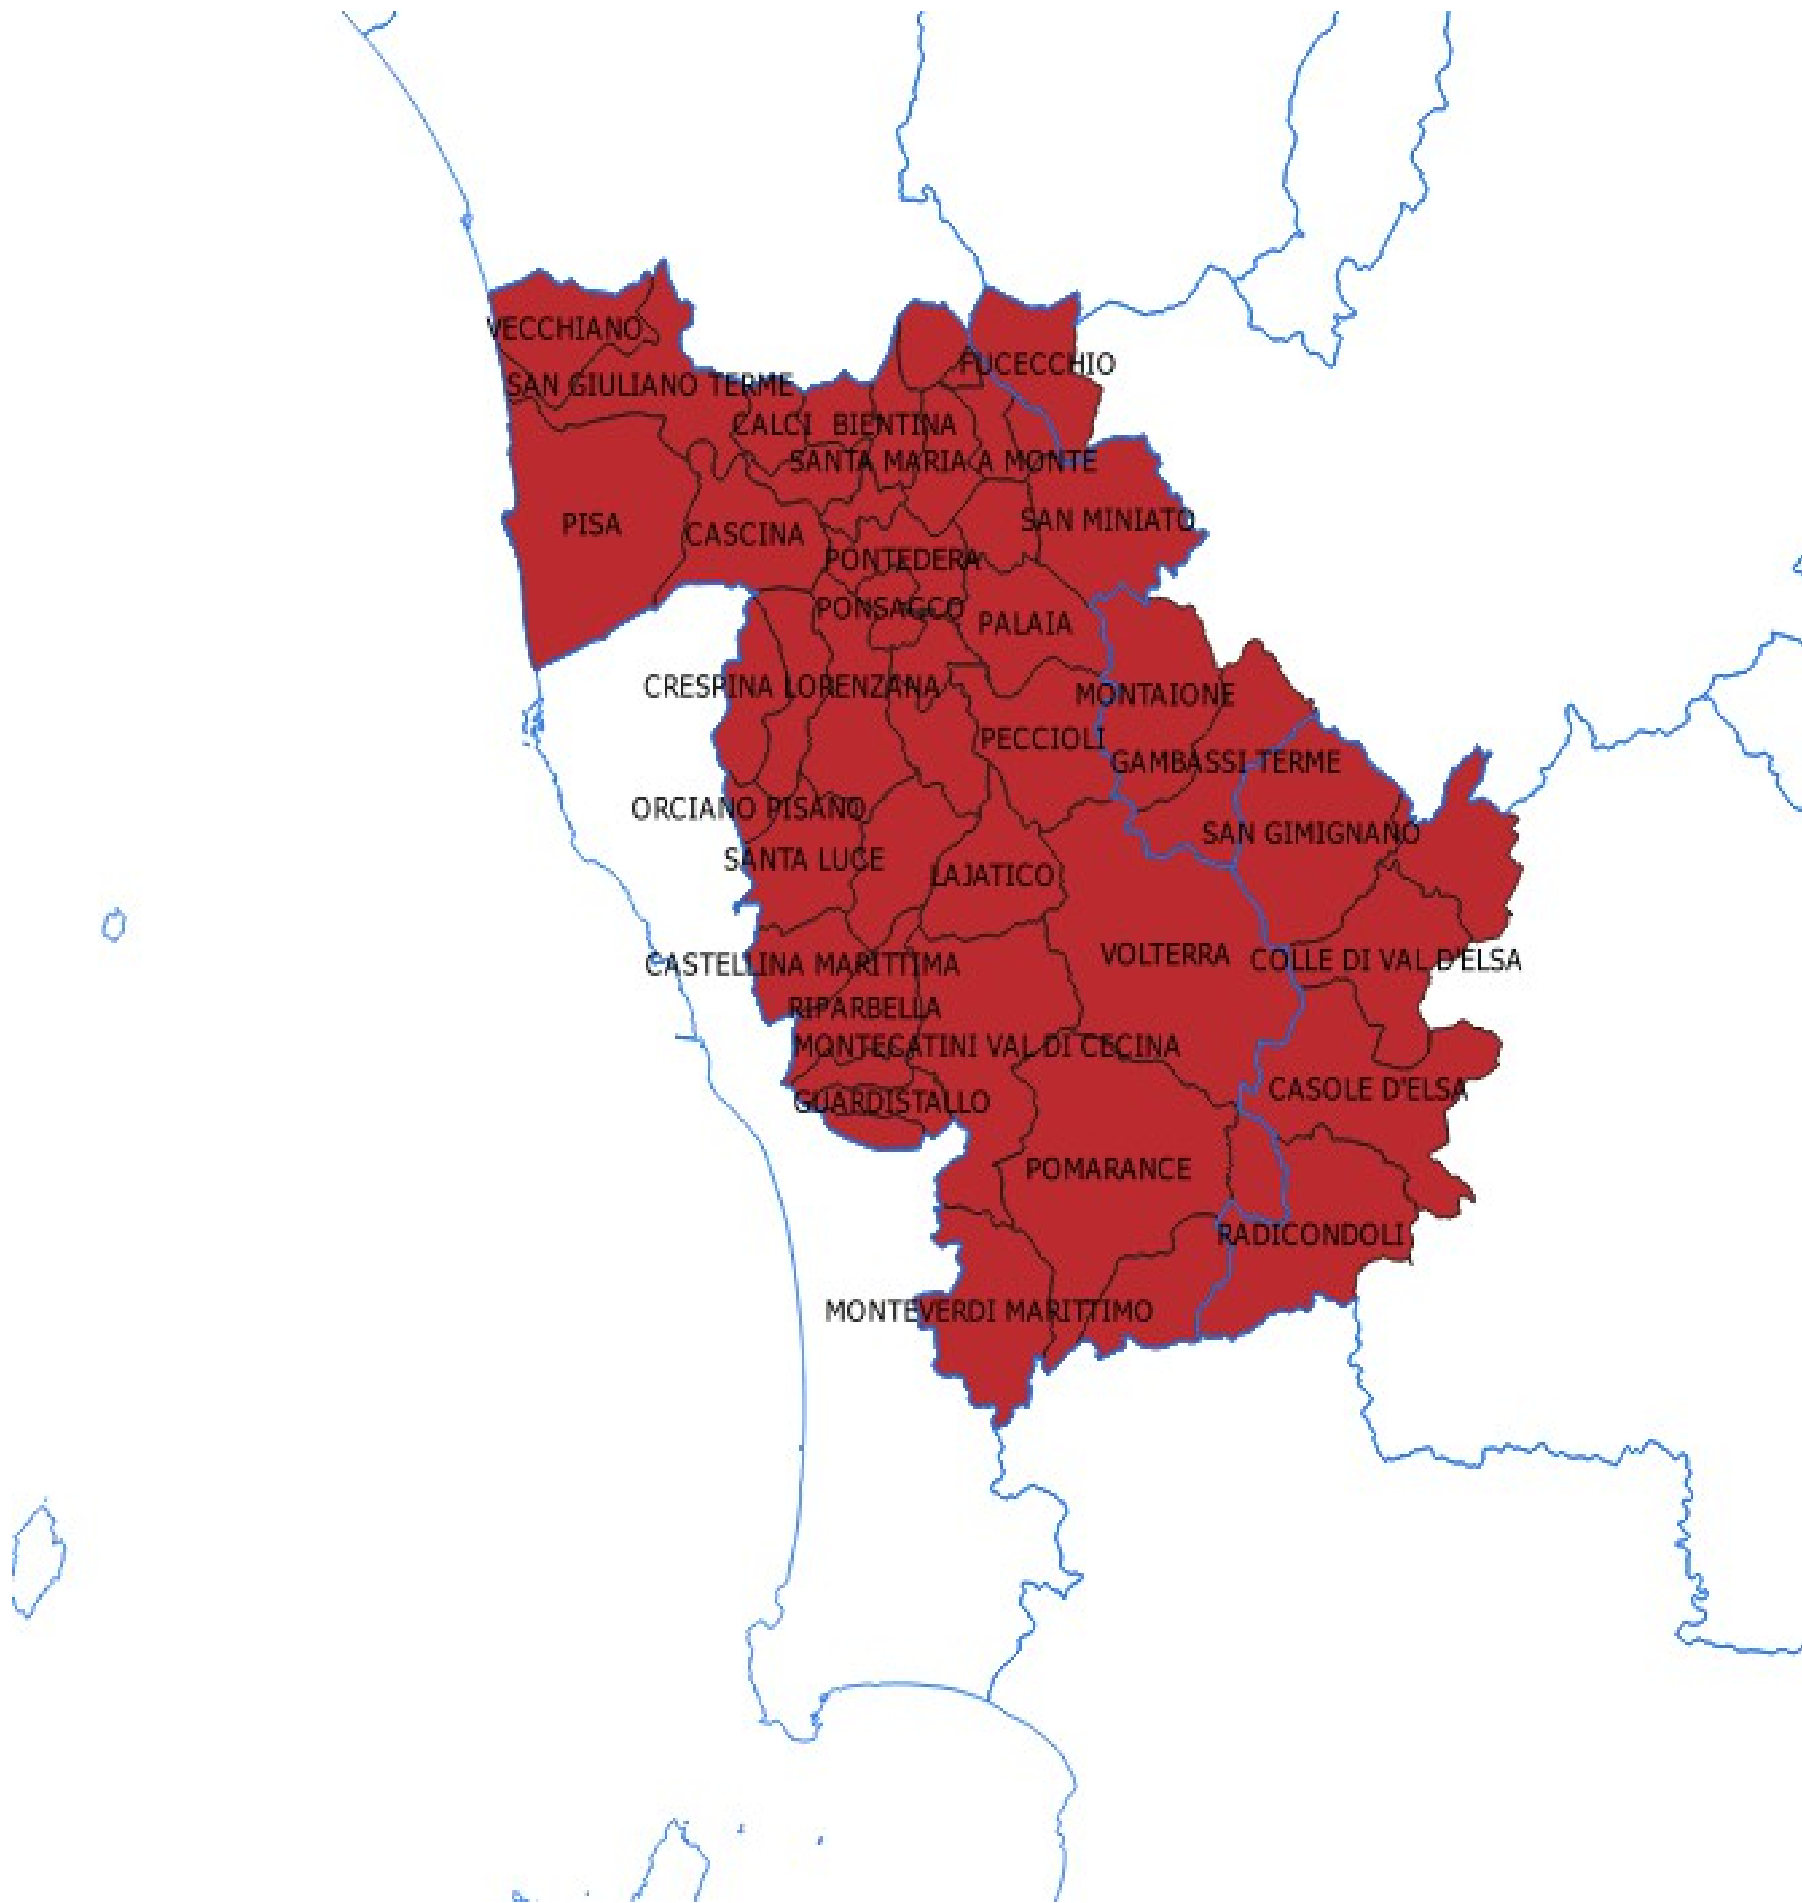 VECCHIANO
FUCECCHIO
SAN GIULIANO TERME
CALCI
BIENTINA
SANTA MARIA A MONTE
PISA
CASCINA
SAN MINIATO
PONTEDERA
PONSACCO
PALAIA
CRESPINA LORENZANA
MONTAIONE
PECCIOLI
GAMBASSI TERME
ORCIANO PISANO
SAN GIMIGNANO
SANTA LUCE
LAJATICO
VOLTERRA
COLLE DI VAL D'ELSA
CASTELLINA MARITTIMA
RIPARBELLA
MONTECATINI VAL DI CECINA
GUARDISTALLO
CASOLE D'ELSA
POMARANCE
RADICONDOLI
MONTEVERDI MARITTIMO